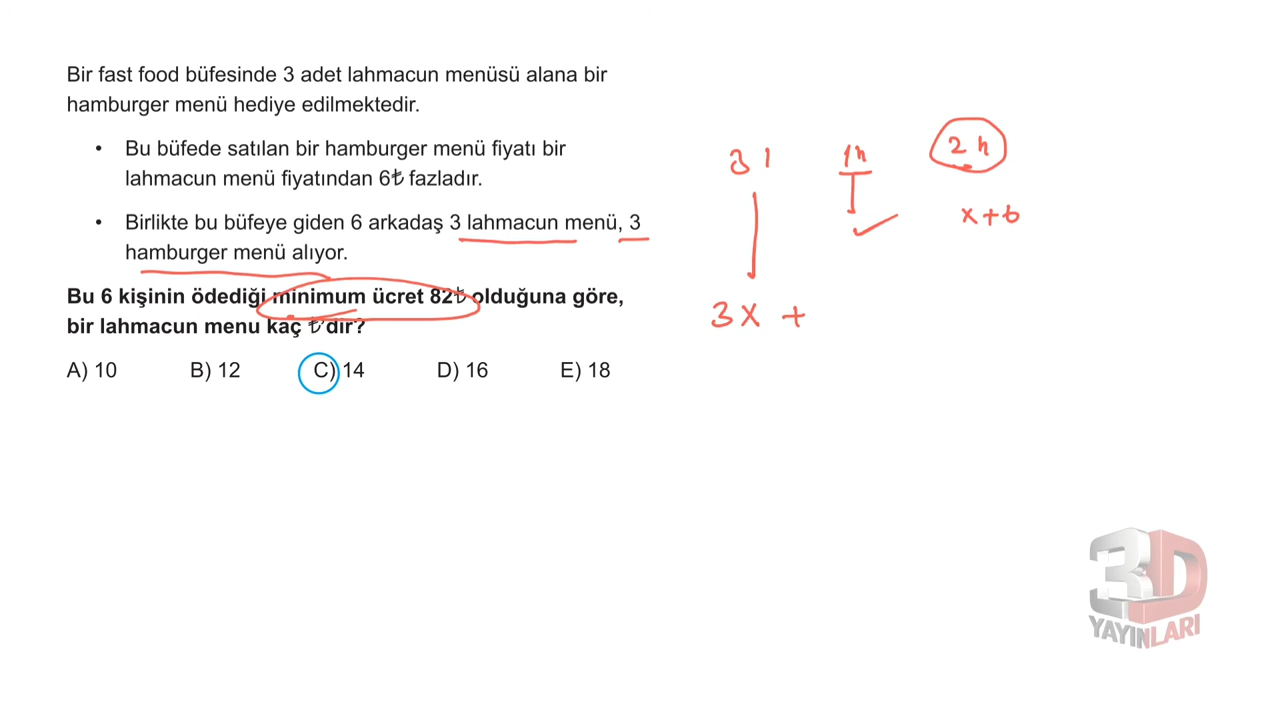 Bir fast food büfesinde 3 adet lahmacun menüsü alana bir
hamburger menü hediye edilmektedir.
• Bu büfede satılan bir hamburger menü fiyatı bir
lahmacun menü fiyatından 6₺ fazladır.
• Birlikte bu büfeye giden 6 arkadaş 3 lahmacun menü, 3
hamburger menü alıyor.
Bu 6 kişinin ödediği minimum ücret 82₺ olduğuna göre,
bir lahmacun menu kaç ₺'dir?
A) 10 B) 12 C) 14 D) 16 E) 18
3 l 1h 2h
x+6
3x +
3D
YAYINLARI